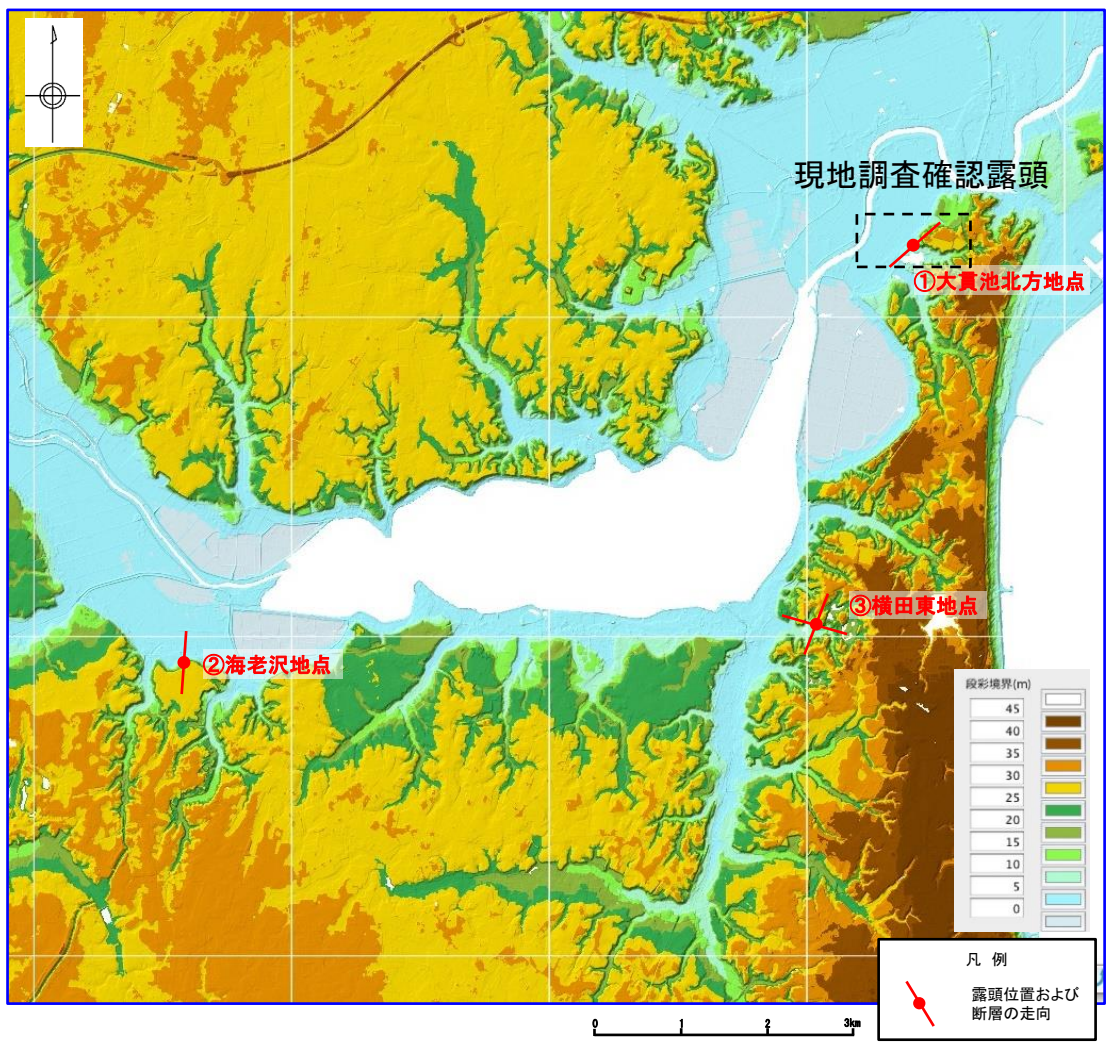 現地調査確認露頭
①大貫池北方地点
③横田東地点
②海老沢地点
段彩境界(m)
45
40
35
30
25
20
15
10
5
0
凡 例
露頭位置および
断層の走向
0 1 2 3km